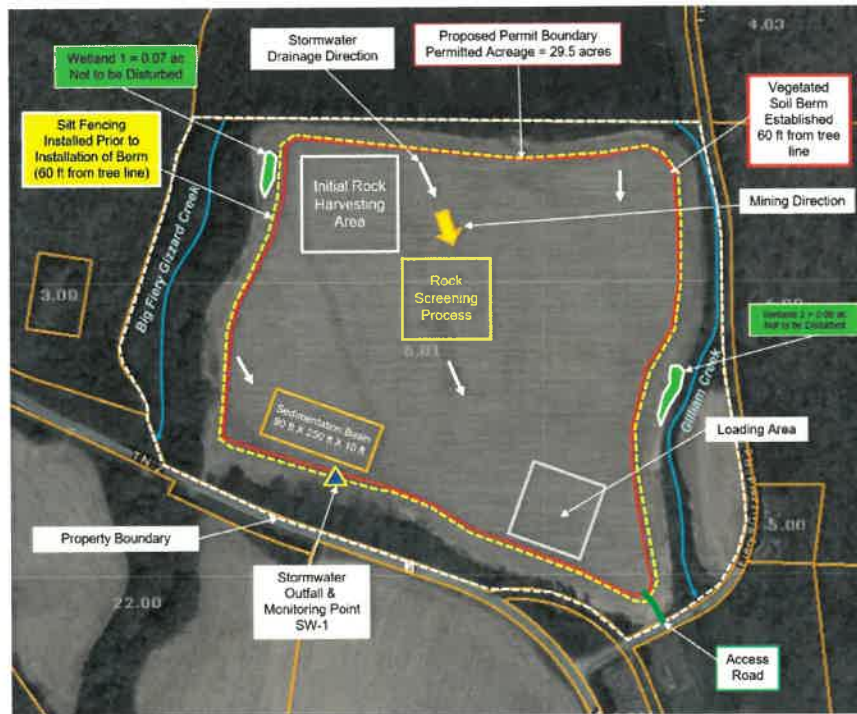 Wetland 1 = 0.07 ac
Not to be Disturbed
Stormwater
Drainage Direction
Proposed Permit Boundary
Permitted Acreage = 29.5 acres
4.03
Vegetated
Soil Berm
Established
60 ft from tree
line
Silt Fencing
Installed Prior to
Installation of Berm
(60 ft from tree line)
Initial Rock
Harvesting
Area
Mining Direction
Rock
Screening
Process
3.00
Big Fiery Gizzard Creek
6.01
Not to be Disturbed
Gilliam Creek
Sedimentation Basin
90 ft X 250 ft X 10 ft
Loading Area
Property Boundary
5.00
22.00
Stormwater
Outfall &
Monitoring Point
SW-1
Access
Road